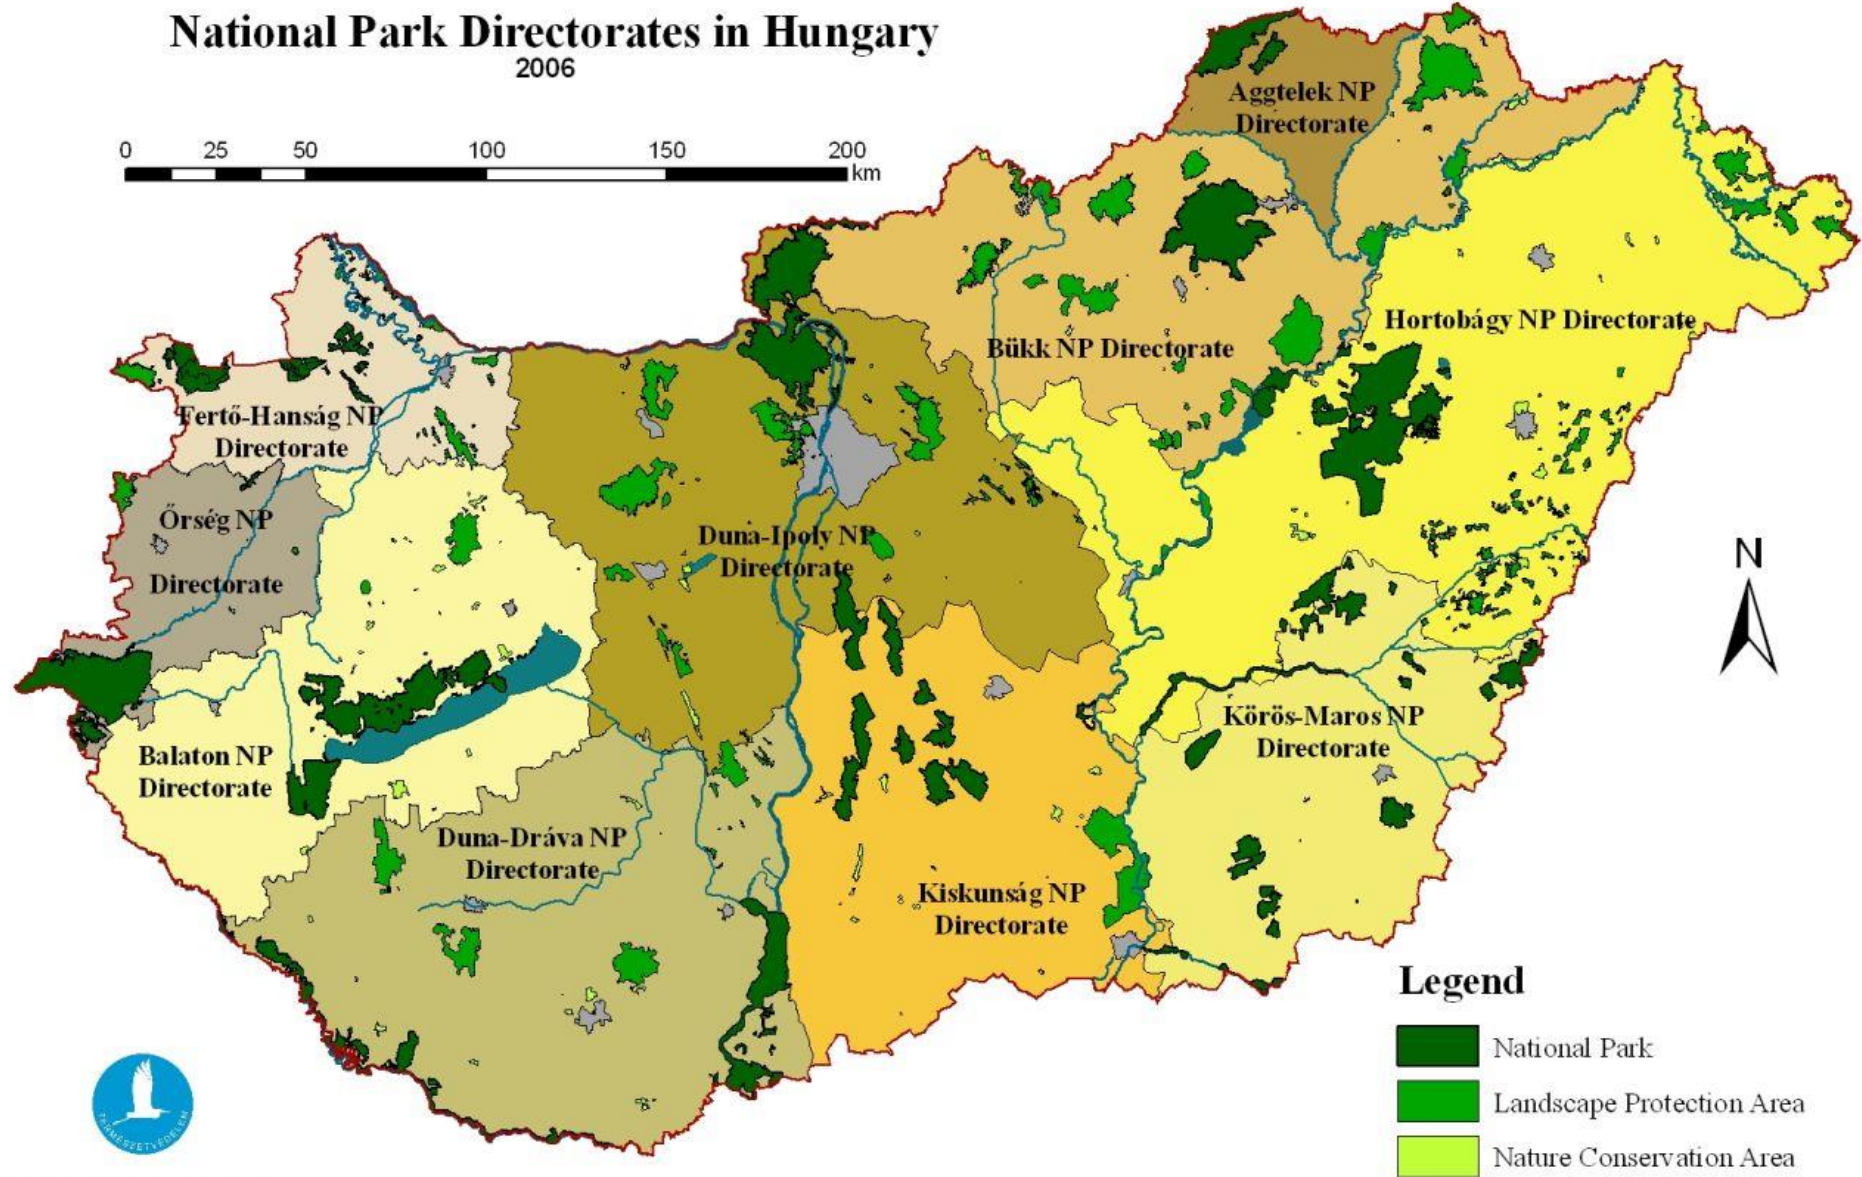 National Park Directorates in Hungary
2006
0 25 50 100 150 200
km
Aggtelek NP
Directorate
Hortobágy NP Directorate
Bükk NP Directorate
Fertő-Hanság NP
Directorate
Őrség NP
Directorate
Duna-Ipoly NP
Directorate
N
Körös-Maros NP
Directorate
Balaton NP
Directorate
Duna-Dráva NP
Directorate
Kiskunság NP
Directorate
Legend
National Park
Landscape Protection Area
Nature Conservation Area
TERMÉSZETVÉDELEM